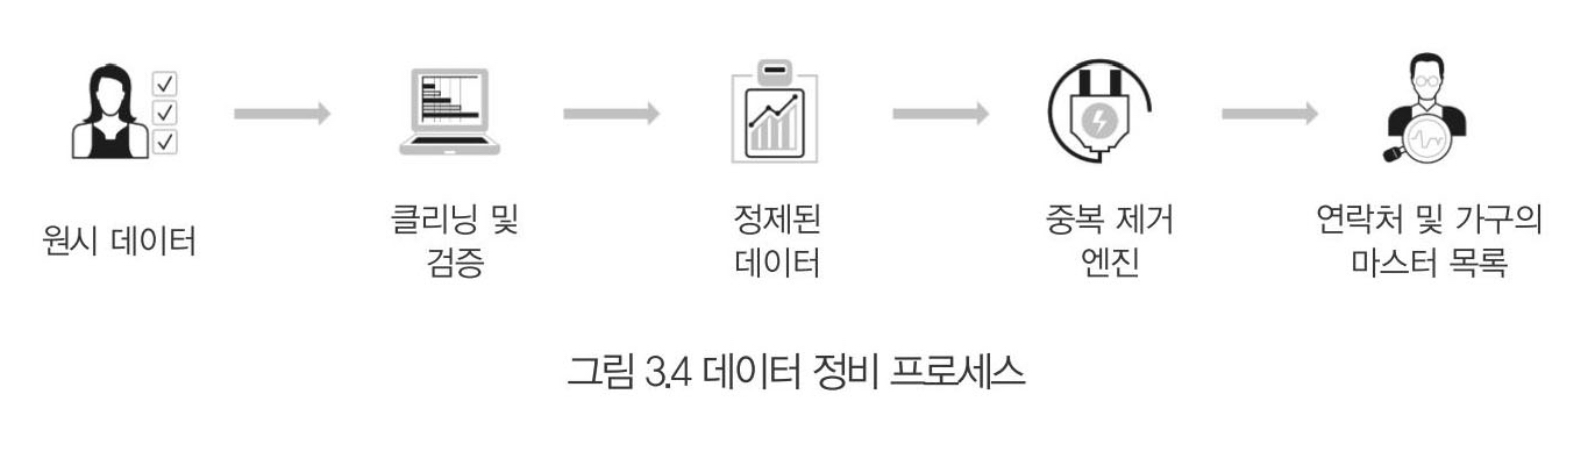 원시 데이터
클리닝 및
검증
정제된
데이터
중복 제거
엔진
연락처 및 가구의
마스터 목록
그림 3.4 데이터 정비 프로세스